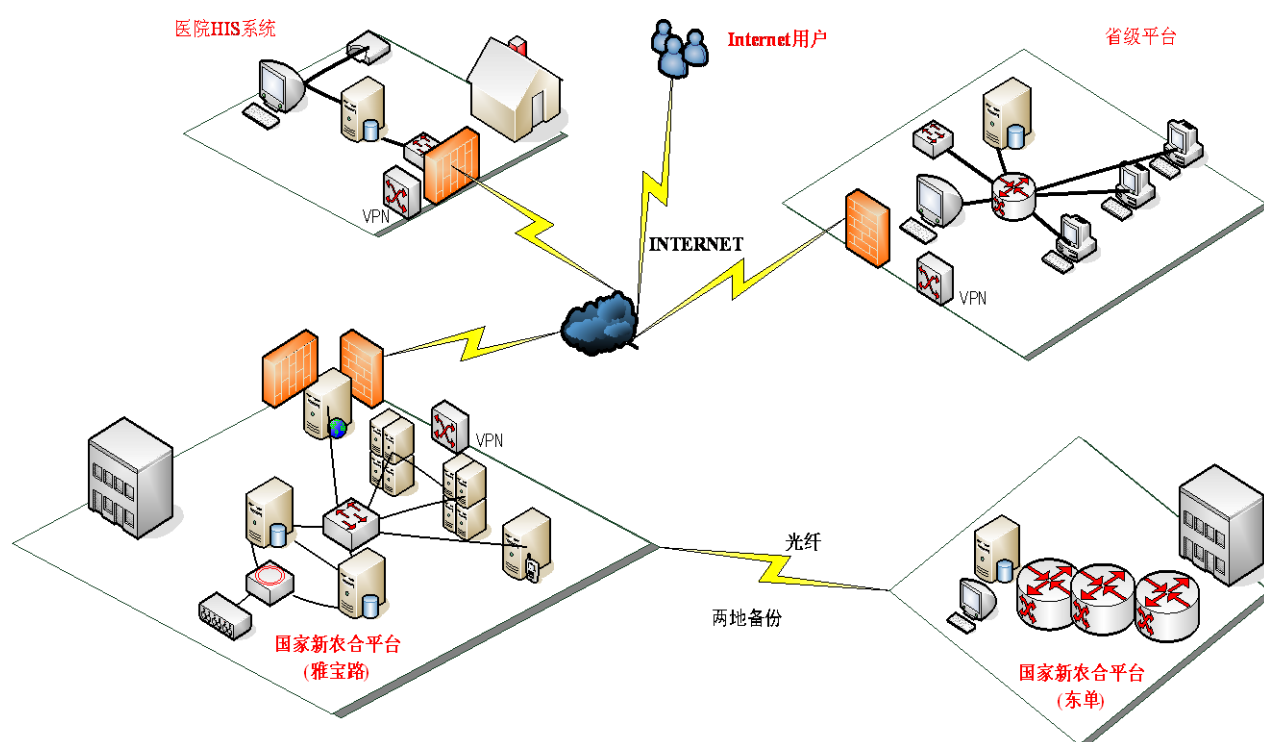 医院HIS系统
Internet用户
省级平台
VPN
INTERNET
VPN
VPN
光纤
两地备份
国家新农合平台
(雅宝路)
国家新农合平台
(东单)